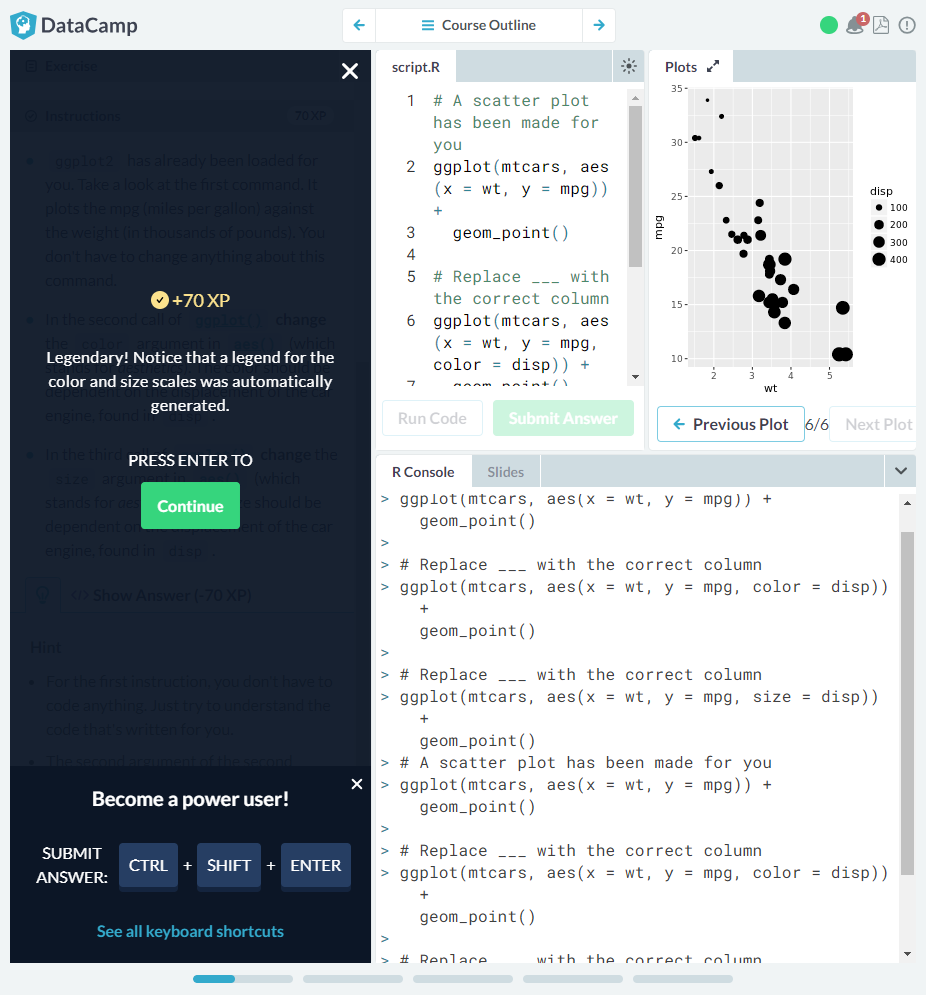 DataCamp
Course Outline
1
Exercise
Instructions
70 XP
ggplot2 has already been loaded for
you. Take a look at the first command. It
plots the mpg (miles per gallon) against
the weight (in thousands of pounds). You
don't have to change anything about this
command.
+70 XP
In the second call of ggplot() change
the color argument in aes() (which
Legendary! Notice that a legend for the
color and size scales was automatically
generated.
stands for aesthetics). The color should be
dependent on the displacement of the car
engine, found in disp.
In the third change the
PRESS ENTER TO
size argument in (which
Continue
stands for should be
dependent on displacement of the car
engine, found in disp.
</> Show Answer (-70 XP)
Hint
For the first instruction, you don't have to
code anything. Just try to understand the
code that's written for you.
The second argument of the second
Become a power user!
SUBMIT
ANSWER:
CTRL + SHIFT + ENTER
See all keyboard shortcuts
script.R
1 # A scatter plot
has been made for
you
2 ggplot(mtcars, aes
(x = wt, y = mpg))
+
3 geom_point()
4
5 # Replace ___ with
the correct column
6 ggplot(mtcars, aes
(x = wt, y = mpg,
color = disp)) +
7 geom_point()
Run Code
Submit Answer
Plots
35
30
25
20
15
10
mpg
2 3 4 5
wt
disp
100
200
300
400
Previous Plot
6/6
Next Plot
R Console
Slides
> ggplot(mtcars, aes(x = wt, y = mpg)) +
geom_point()
>
> # Replace ___ with the correct column
> ggplot(mtcars, aes(x = wt, y = mpg, color = disp))
+
geom_point()
>
> # Replace ___ with the correct column
> ggplot(mtcars, aes(x = wt, y = mpg, size = disp))
+
geom_point()
> # A scatter plot has been made for you
> ggplot(mtcars, aes(x = wt, y = mpg)) +
geom_point()
>
> # Replace ___ with the correct column
> ggplot(mtcars, aes(x = wt, y = mpg, color = disp))
+
geom_point()
>
> # Replace ___ with the correct column